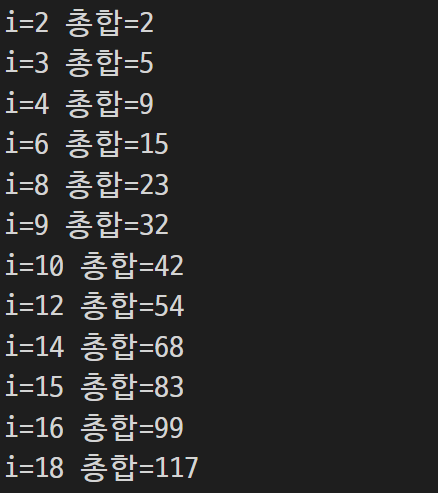 i=2 총합=2
i=3 총합=5
i=4 총합=9
i=6 총합=15
i=8 총합=23
i=9 총합=32
i=10 총합=42
i=12 총합=54
i=14 총합=68
i=15 총합=83
i=16 총합=99
i=18 총합=117